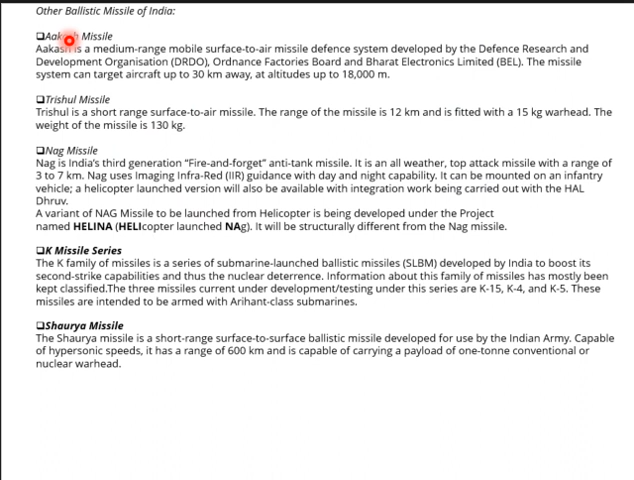 Other Ballistic Missile of India:
❑Aakash Missile
Aakash is a medium-range mobile surface-to-air missile defence system developed by the Defence Research and
Development Organisation (DRDO), Ordnance Factories Board and Bharat Electronics Limited (BEL). The missile
system can target aircraft up to 30 km away, at altitudes up to 18,000 m.
❑Trishul Missile
Trishul is a short range surface-to-air missile. The range of the missile is 12 km and is fitted with a 15 kg warhead. The
weight of the missile is 130 kg.
❑Nag Missile
Nag is India's third generation "Fire-and-forget" anti-tank missile. It is an all weather, top attack missile with a range of
3 to 7 km. Nag uses Imaging Infra-Red (IIR) guidance with day and night capability. It can be mounted on an infantry
vehicle; a helicopter launched version will also be available with integration work being carried out with the HAL
Dhruv.
A variant of NAG Missile to be launched from Helicopter is being developed under the Project
named HELINA (HELIcopter launched NAg). It will be structurally different from the Nag missile.
❑K Missile Series
The K family of missiles is a series of submarine-launched ballistic missiles (SLBM) developed by India to boost its
second-strike capabilities and thus the nuclear deterrence. Information about this family of missiles has mostly been
kept classified.The three missiles current under development/testing under this series are K-15, K-4, and K-5. These
missiles are intended to be armed with Arihant-class submarines.
❑Shaurya Missile
The Shaurya missile is a short-range surface-to-surface ballistic missile developed for use by the Indian Army. Capable
of hypersonic speeds, it has a range of 600 km and is capable of carrying a payload of one-tonne conventional or
nuclear warhead.